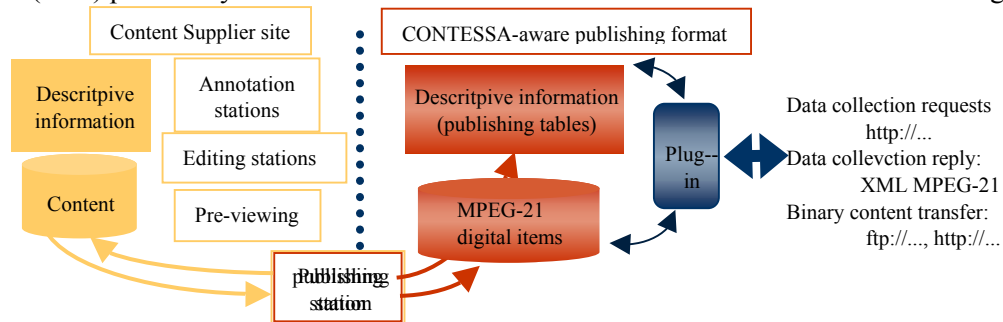 Content Supplier site
CONTESSA-aware publishing format
Descritpive
information
Annotation
stations
Editing stations
Content
Pre-viewing
Descritpive information
(publishing tables)
MPEG-21
digital items
Publishing
station
Plug--
in
Data collection requests
http://...
Data collevction reply:
XML MPEG-21
Binary content transfer:
ftp://..., http://...